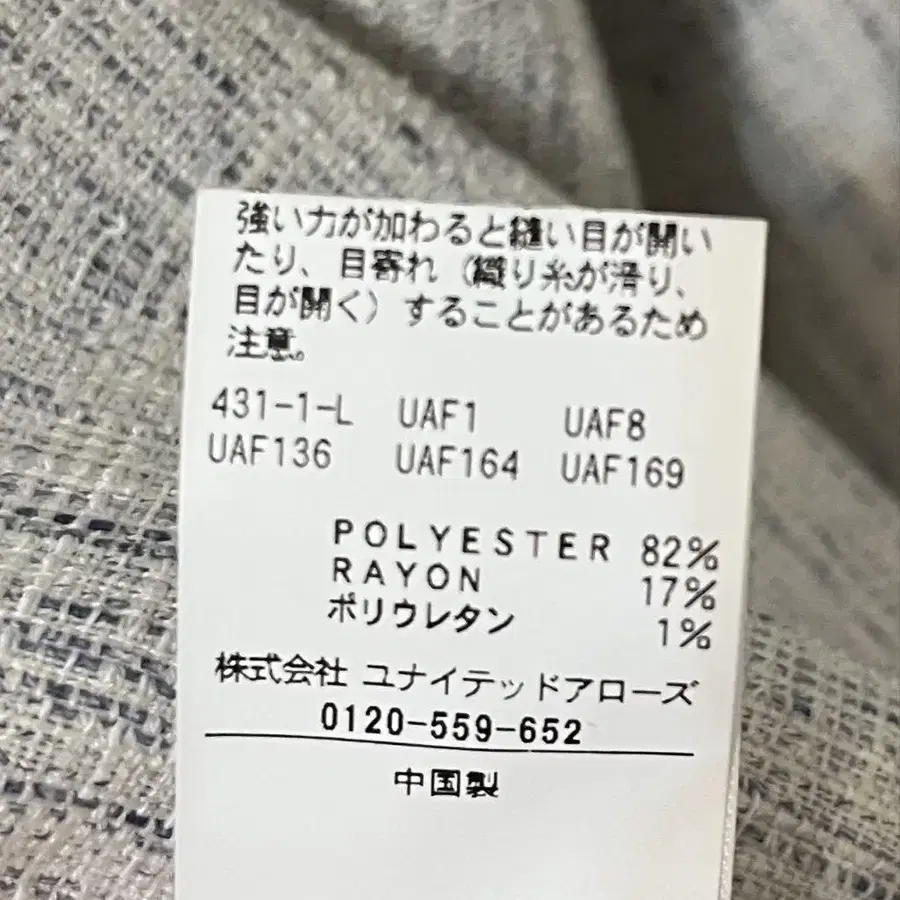 強い力が加わると縫い目が開い
たり、目寄れ（織り糸が滑り、
目が開く）することがあるため
注意。
431-1-L UAF1 UAF8
UAF136 UAF164 UAF169
POLYESTER 82%
RAYON 17%
ポリウレタン 1%
株式会社 ユナイテッドアローズ
0120-559-652
中国製